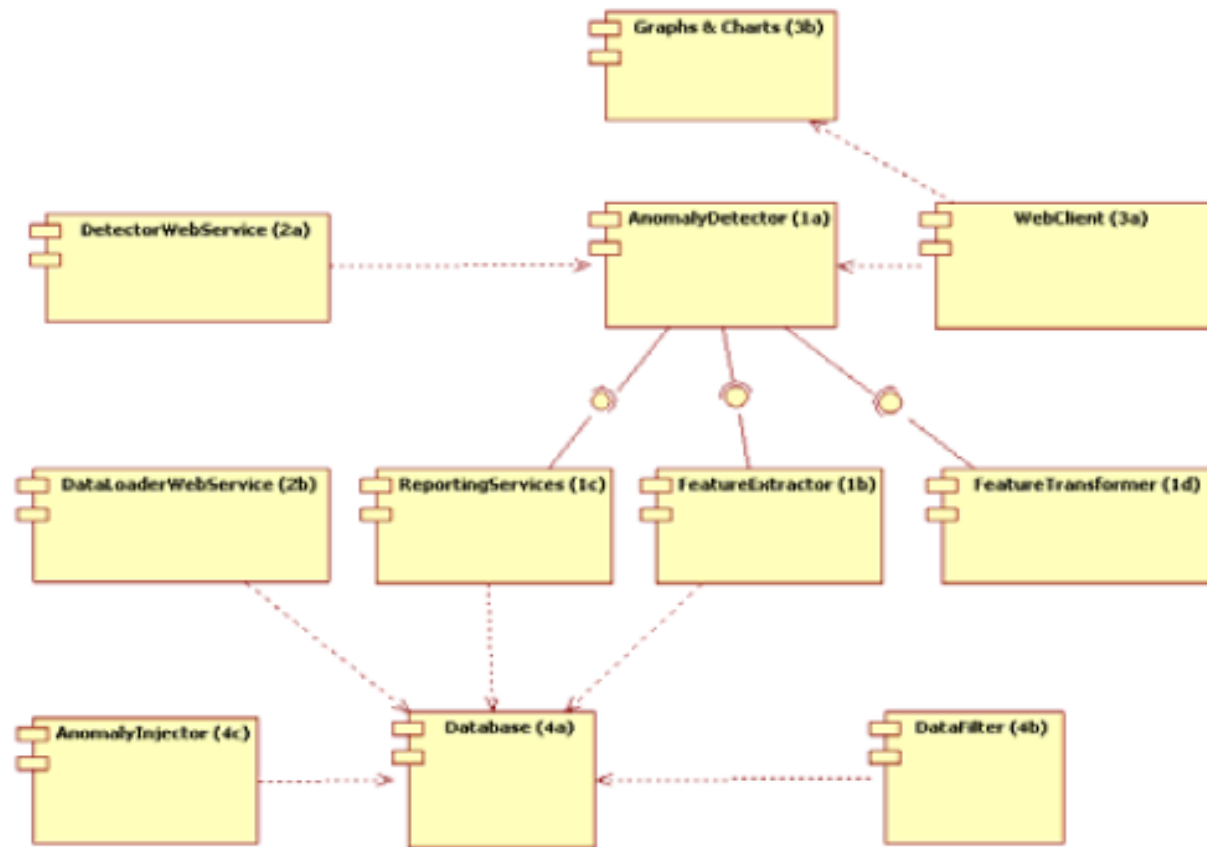 Graphs & Charts (3b)
DetectorWebService (2a)
AnomalyDetector (1a)
WebClient (3a)
DataLoaderWebService (2b)
ReportingServices (1c)
FeatureExtractor (1b)
FeatureTransformer (1d)
AnomalyInjector (4c)
Database (4a)
DataFilter (4b)